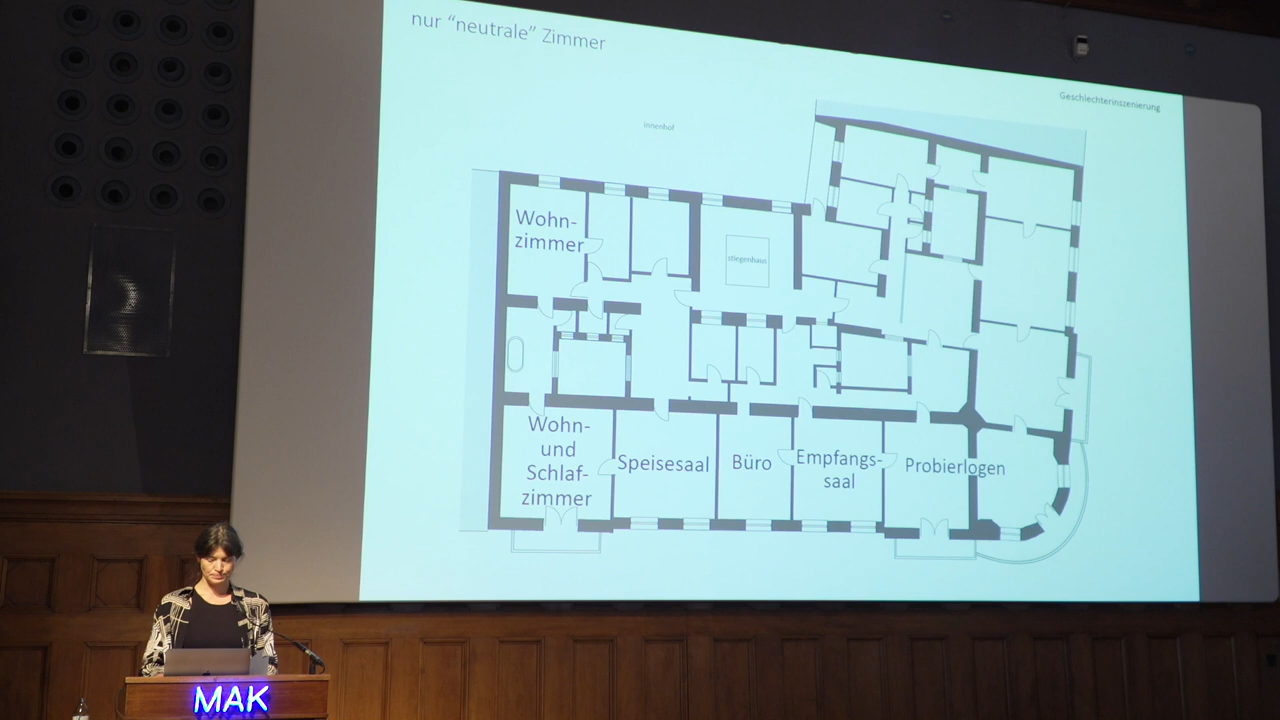 nur “neutrale” Zimmer
Geschlechterinszenierung
innenhof
Wohn-
zimmer
stiegenhaus
Wohn-
und
Schlaf-
zimmer
Speisesaal
Büro
Empfangs-
saal
Probierlogen
MAK